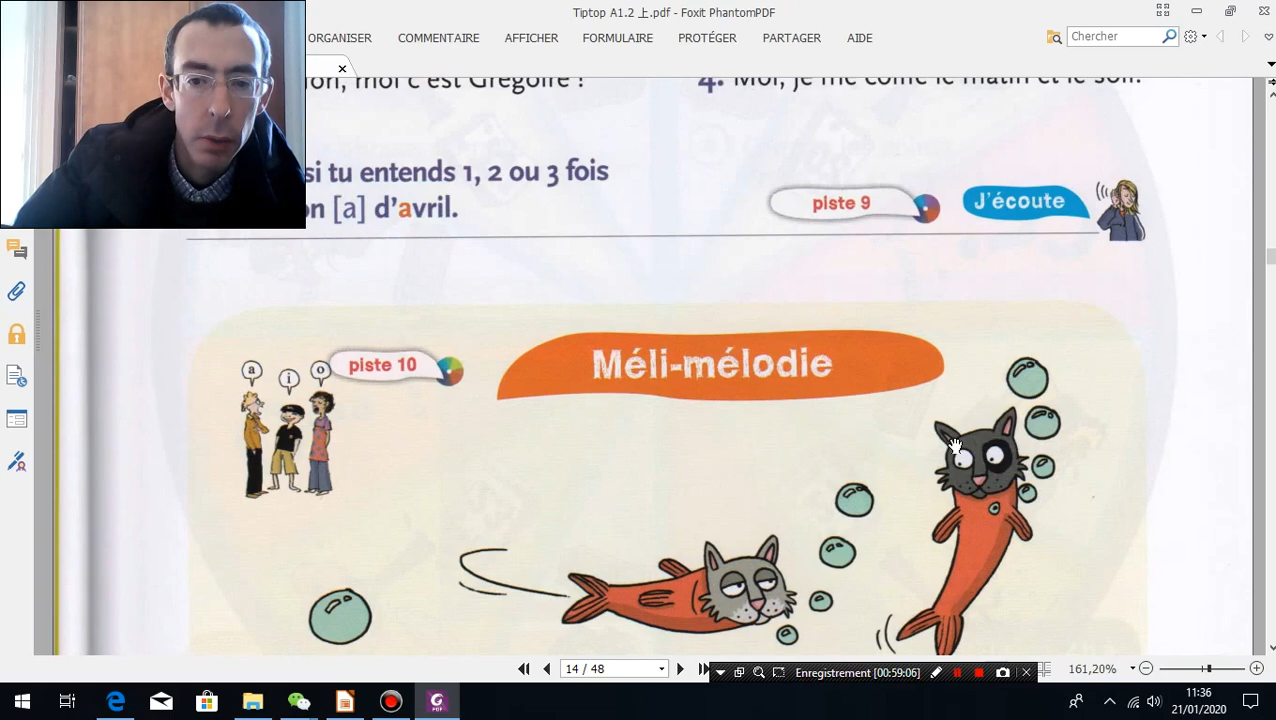 Tiptop A1.2 上.pdf - Foxit PhantomPDF
ORGANISER COMMENTAIRE AFFICHER FORMULAIRE PROTÉGER PARTAGER AIDE
Chercher
moi c'est Grégoire !
4. Moi, je me coiffe le matin et le soir.
si tu entends 1, 2 ou 3 fois
[a] d'avril.
piste 9
J'écoute
a i o
piste 10
Méli-mélodie
14 / 48
Enregistrement [00:59:06]
161,20%
PDF
11:36
21/01/2020